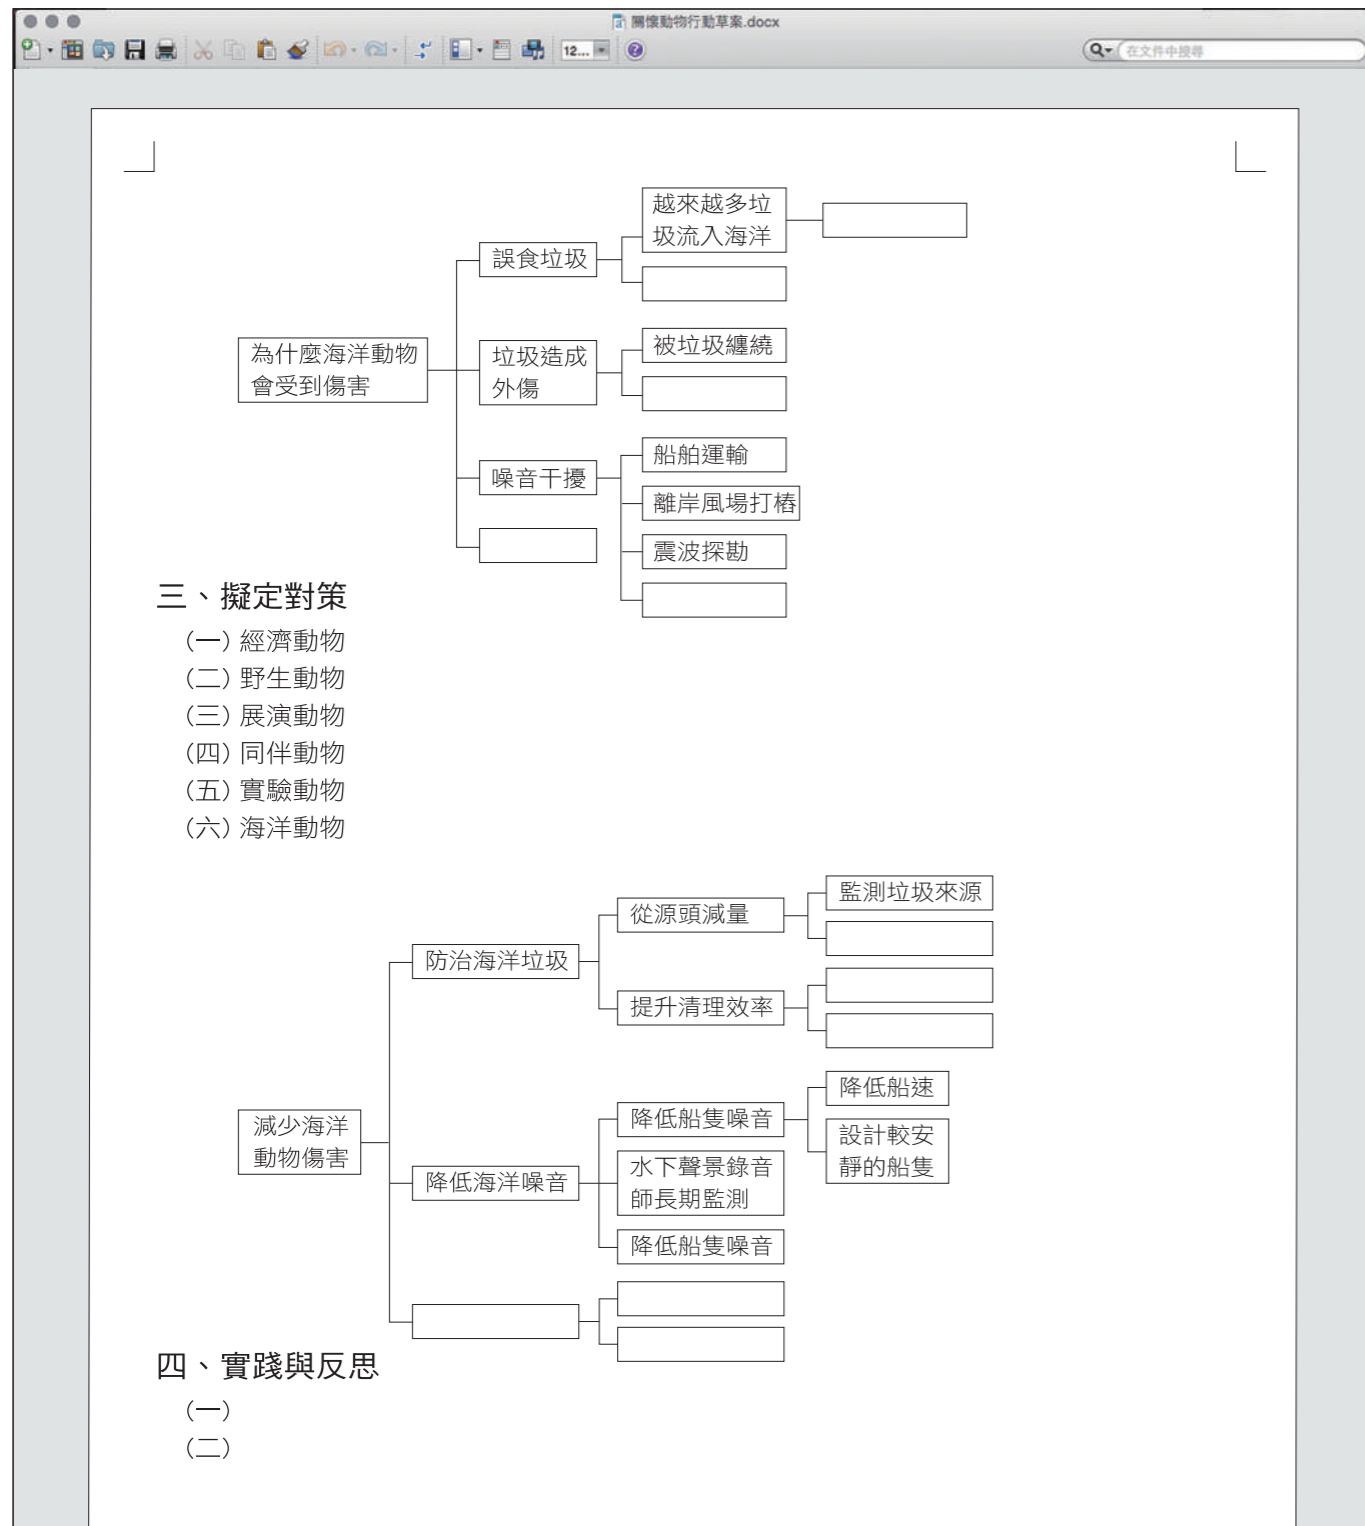 關懷動物行動草案.docx
12...
在文件中搜尋
為什麼海洋動物
會受到傷害
誤食垃圾
越來越多垃
圾流入海洋
垃圾造成
外傷
被垃圾纏繞
噪音干擾
船舶運輸
離岸風場打樁
震波探勘
三、擬定對策
(一) 經濟動物
(二) 野生動物
(三) 展演動物
(四) 同伴動物
(五) 實驗動物
(六) 海洋動物
減少海洋
動物傷害
防治海洋垃圾
從源頭減量
監測垃圾來源
提升清理效率
降低海洋噪音
降低船隻噪音
降低船速
設計較安
靜的船隻
水下聲景錄音
師長期監測
降低船隻噪音
四、實踐與反思
(一)
(二)